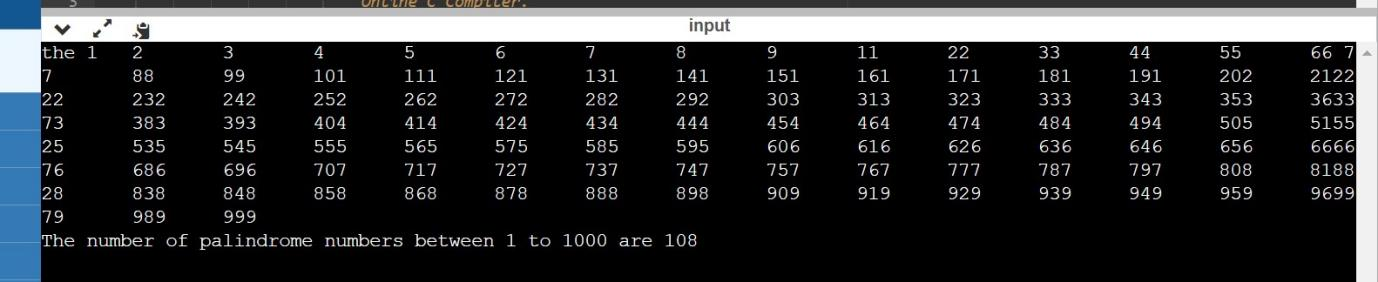 5 Online C Compiler.
input
the 1 2 3 4 5 6 7 8 9 11 22 33 44 55 66 7
7 88 99 101 111 121 131 141 151 161 171 181 191 202 2122
22 232 242 252 262 272 282 292 303 313 323 333 343 353 3633
73 383 393 404 414 424 434 444 454 464 474 484 494 505 5155
25 535 545 555 565 575 585 595 606 616 626 636 646 656 6666
76 686 696 707 717 727 737 747 757 767 777 787 797 808 8188
28 838 848 858 868 878 888 898 909 919 929 939 949 959 9699
79 989 999
The number of palindrome numbers between 1 to 1000 are 108